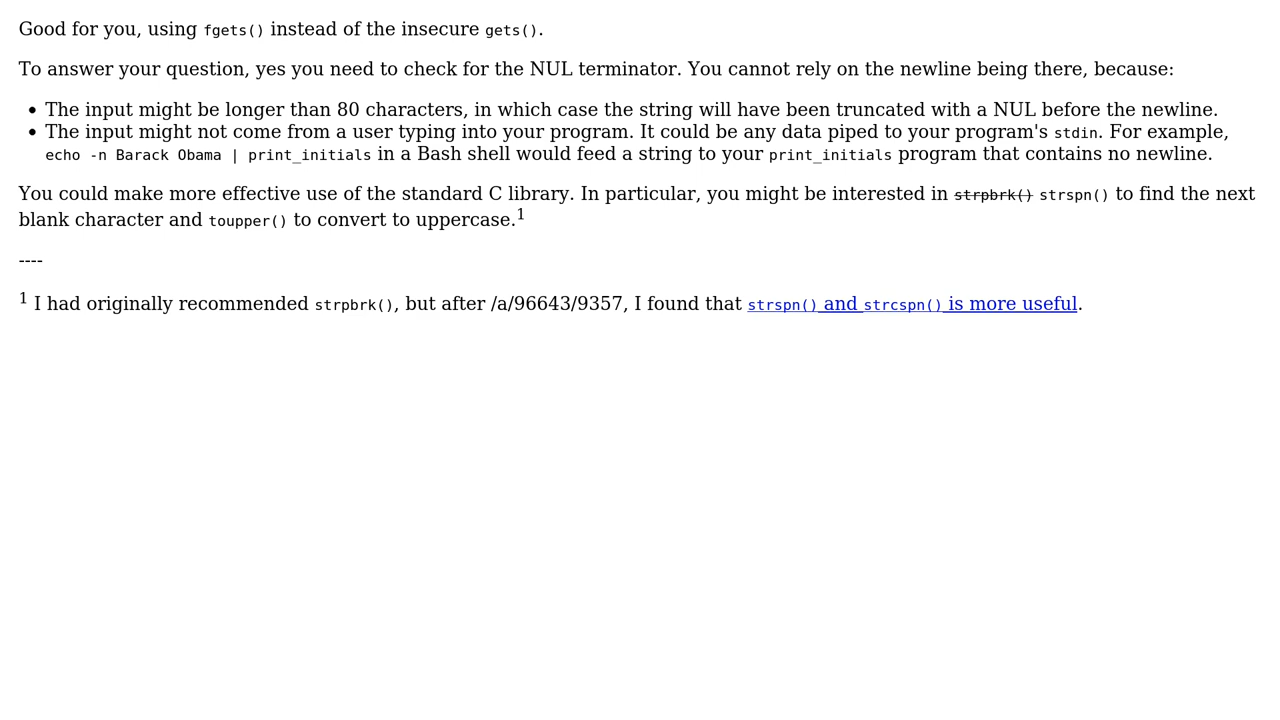 Good for you, using fgets() instead of the insecure gets().
To answer your question, yes you need to check for the NUL terminator. You cannot rely on the newline being there, because:
• The input might be longer than 80 characters, in which case the string will have been truncated with a NUL before the newline.
• The input might not come from a user typing into your program. It could be any data piped to your program's stdin. For example,
echo -n Barack Obama | print_initials in a Bash shell would feed a string to your print_initials program that contains no newline.
You could make more effective use of the standard C library. In particular, you might be interested in strpbrk() strspn() to find the next
blank character and toupper() to convert to uppercase.1
----
1 I had originally recommended strpbrk(), but after /a/96643/9357, I found that strspn() and strcspn() is more useful.